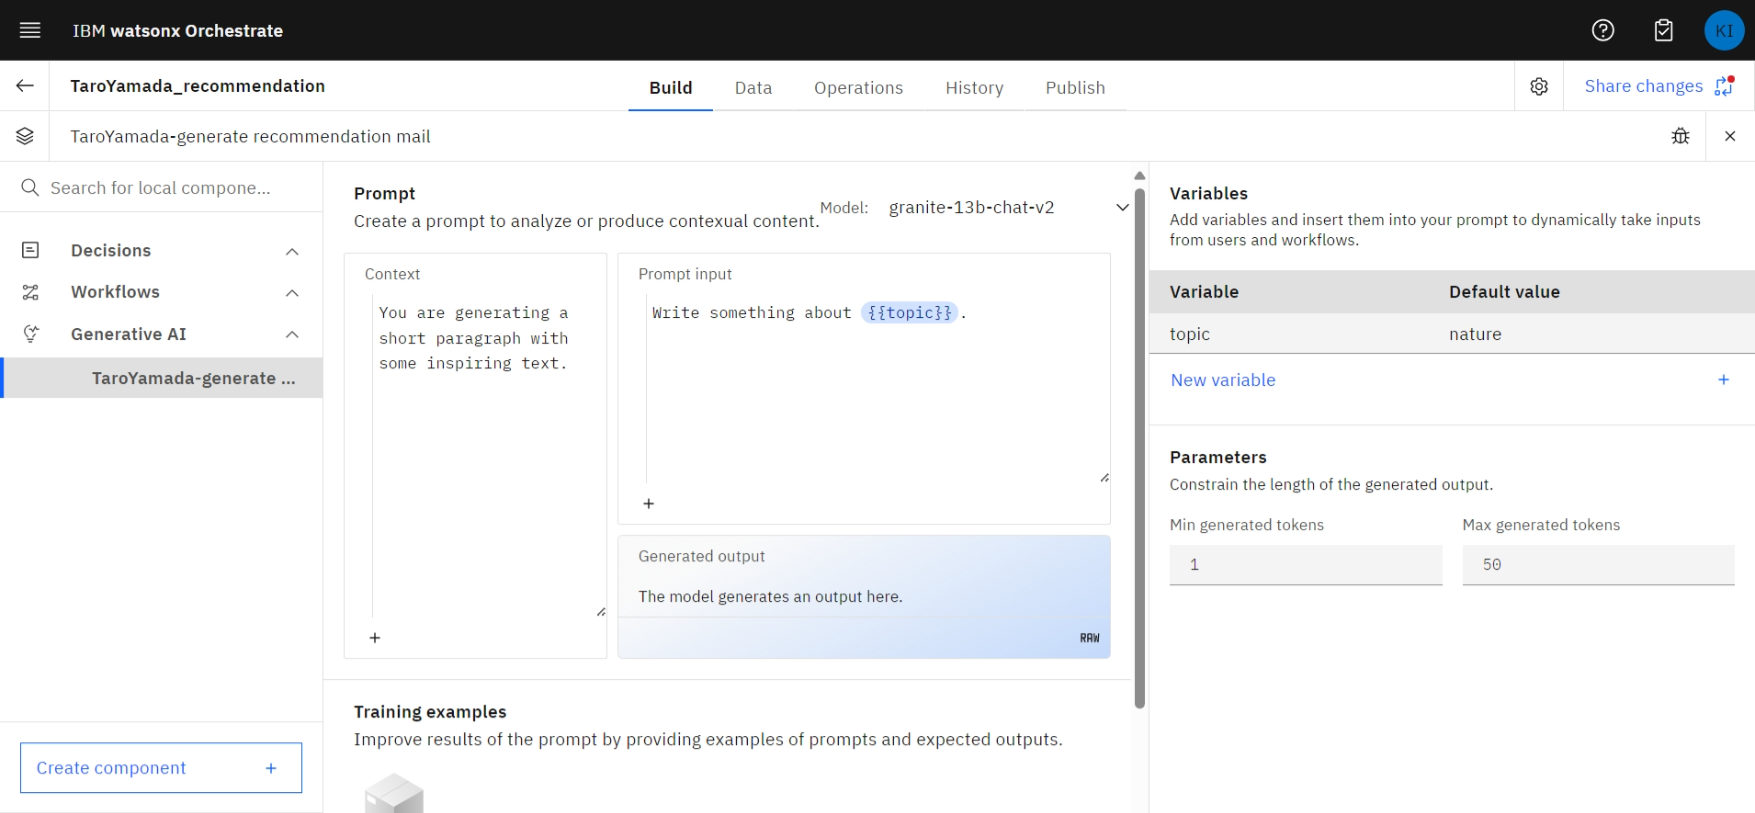 IBM watsonx Orchestrate
KI
TaroYamada_recommendation
Build
Data
Operations
History
Publish
Share changes
TaroYamada-generate recommendation mail
Search for local compone...
Decisions
Workflows
Generative AI
TaroYamada-generate ...
Create component +
Prompt
Create a prompt to analyze or produce contexual content.
Model: granite-13b-chat-v2
Context
You are generating a
short paragraph with
some inspiring text.
+
Prompt input
Write something about {{topic}}.
+
Generated output
The model generates an output here.
RAW
Training examples
Improve results of the prompt by providing examples of prompts and expected outputs.
Variables
Add variables and insert them into your prompt to dynamically take inputs
from users and workflows.
Variable Default value
topic nature
New variable +
Parameters
Constrain the length of the generated output.
Min generated tokens Max generated tokens
1 50